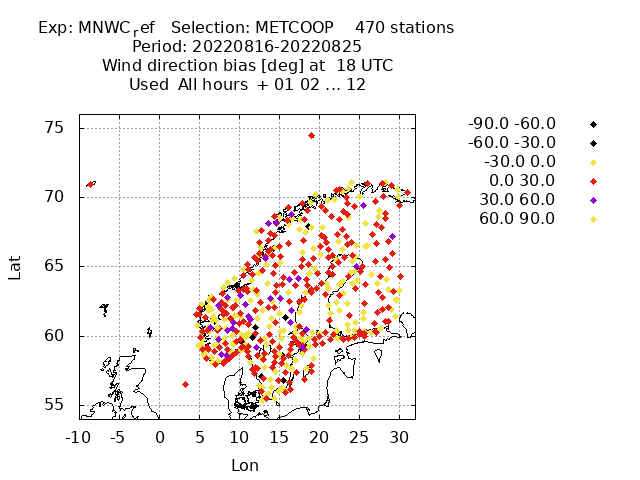 Exp: MNWC_ref   Selection: METCOOP    470 stations
Period: 20220816-20220825
Wind direction bias [deg] at  18 UTC
Used  All hours  + 01 02 ... 12
-90.0 -60.0
-60.0 -30.0
-30.0 0.0
0.0 30.0
30.0 60.0
60.0 90.0
75
70
65
60
55
Lat
-10 -5 0 5 10 15 20 25 30
Lon